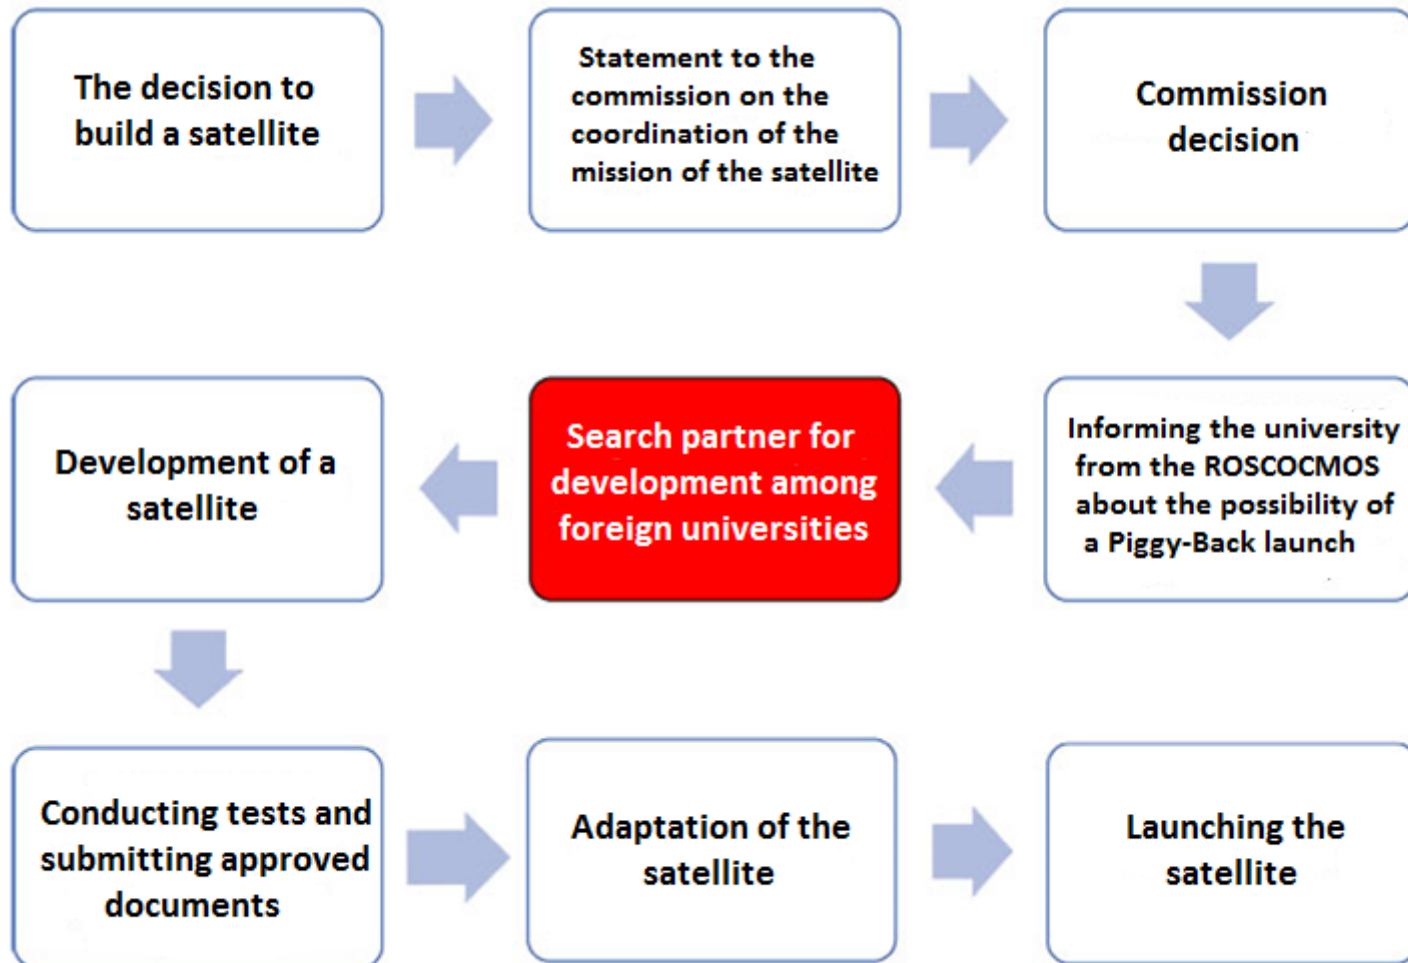 The decision to
build a satellite
Statement to the
commission on the
coordination of the
mission of the satellite
Commission
decision
Informing the university
from the ROSCOCMOS
about the possibility of
a Piggy-Back launch
Search partner for
development among
foreign universities
Development of a
satellite
Conducting tests and
submitting approved
documents
Adaptation of the
satellite
Launching the
satellite